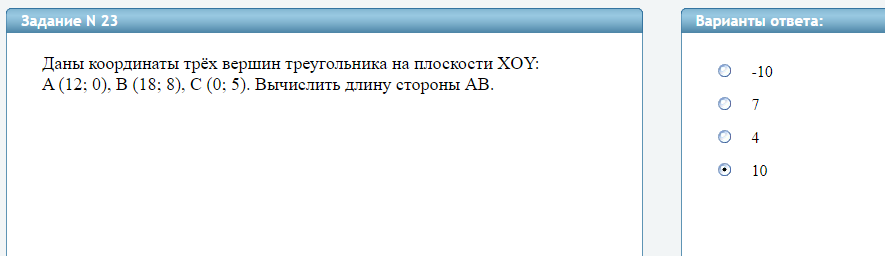 Задание N 23
Даны координаты трёх вершин треугольника на плоскости XOY:
A (12; 0), B (18; 8), C (0; 5). Вычислить длину стороны AB.
Варианты ответа:
-10
7
4
10